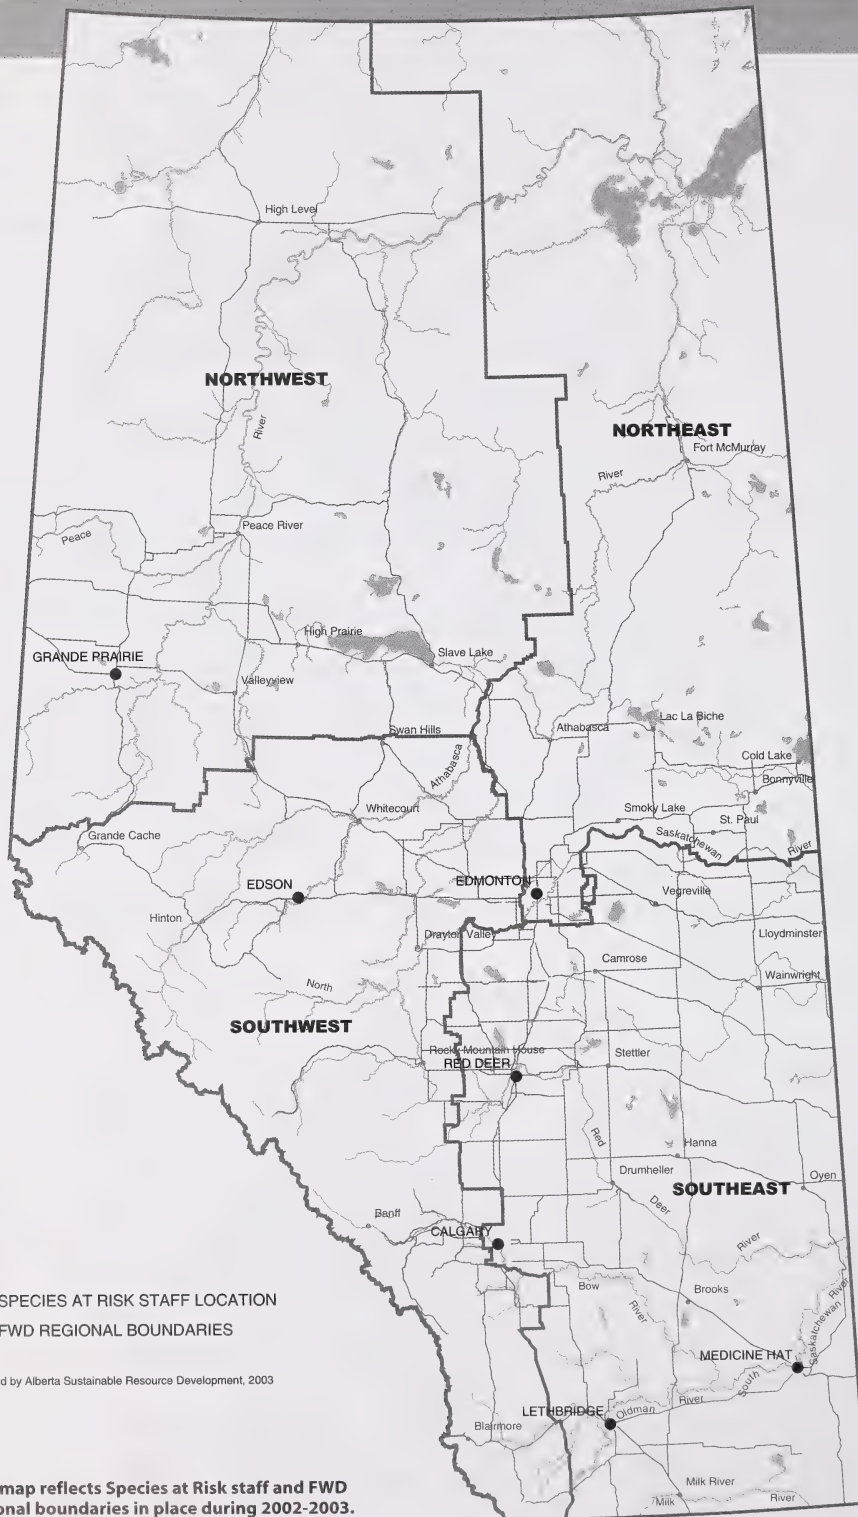 High Level
NORTHWEST
River
NORTHEAST
Fort McMurray
River
Peace River
Peace
High Prairie
Slave Lake
GRANDE PRAIRIE
Valleyview
Swan Hills
Athabasca
Lac La Biche
Athabasca
Cold Lake
Bonnyville
Whitecourt
Smoky Lake
St. Paul
Grande Cache
Saskatchewan
River
EDSON
EDMONTON
Vegreville
Hinton
Drayton Valley
Lloydminster
Camrose
Wainwright
North
SOUTHWEST
Rocky Mountain House
RED DEER
Stettler
Red
Hanna
Drumheller
Oyen
SOUTHEAST
Deer
Banff
CALGARY
River
Bow
River
Brooks
River
Saskatchewan
SPECIES AT RISK STAFF LOCATION
FWD REGIONAL BOUNDARIES
MEDICINE HAT
South
d by Alberta Sustainable Resource Development, 2003
River
LETHBRIDGE
Oldman
Blairmore
map reflects Species at Risk staff and FWD
onal boundaries in place during 2002-2003.
Milk River
Milk
River